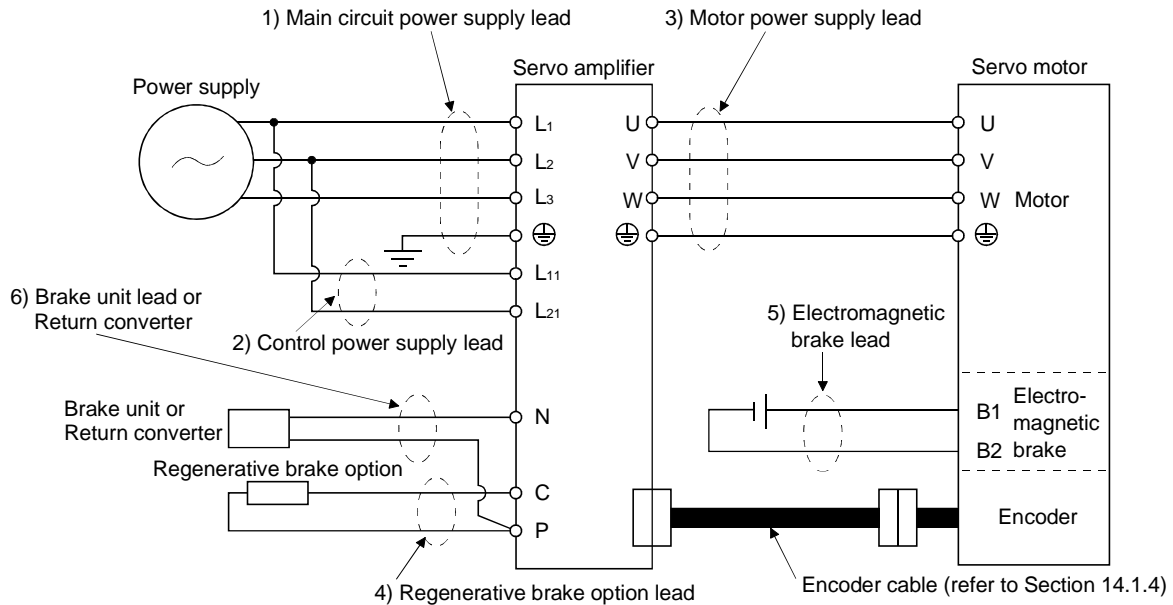 1) Main circuit power supply lead
3) Motor power supply lead
Power supply
Servo amplifier
Servo motor
L1
U
U
L2
V
V
L3
W
W Motor
L11
L21
6) Brake unit lead or
Return converter
2) Control power supply lead
5) Electromagnetic
brake lead
Brake unit or
Return converter
N
B1
B2
Electro-
magnetic
brake
Regenerative brake option
C
P
Encoder
4) Regenerative brake option lead
Encoder cable (refer to Section 14.1.4)